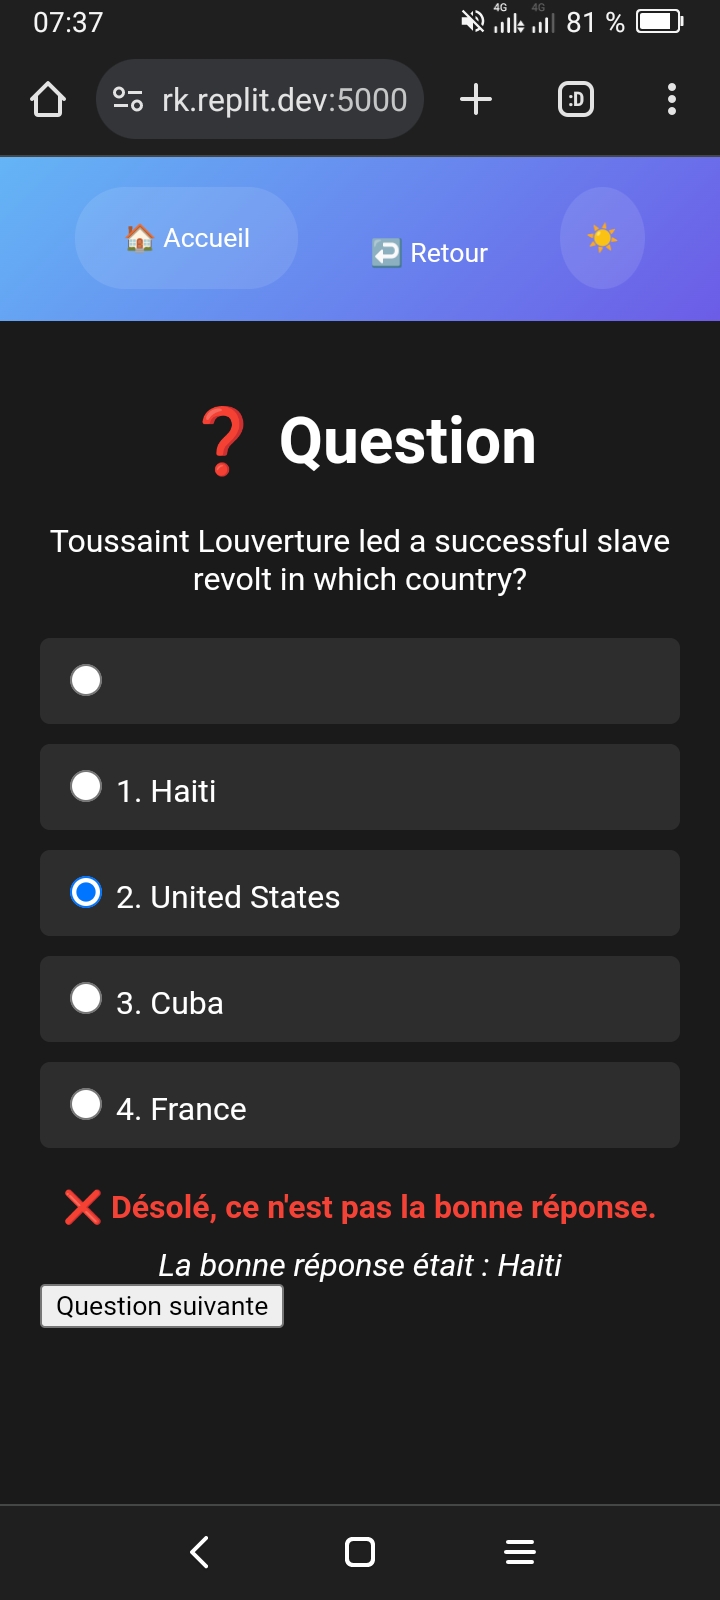 07:37
4G 4G 81 %
rk.replit.dev:5000
:D
Accueil
Retour
❓ Question
Toussaint Louverture led a successful slave
revolt in which country?
1. Haiti
2. United States
3. Cuba
4. France
❌ Désolé, ce n'est pas la bonne réponse.
La bonne réponse était : Haiti
Question suivante